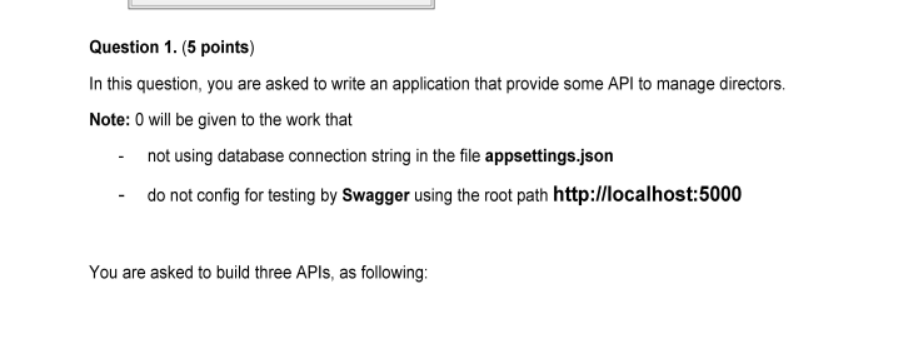 Question 1. (5 points)
In this question, you are asked to write an application that provide some API to manage directors.
Note: 0 will be given to the work that
- not using database connection string in the file appsettings.json
- do not config for testing by Swagger using the root path http://localhost:5000
You are asked to build three APIs, as following: